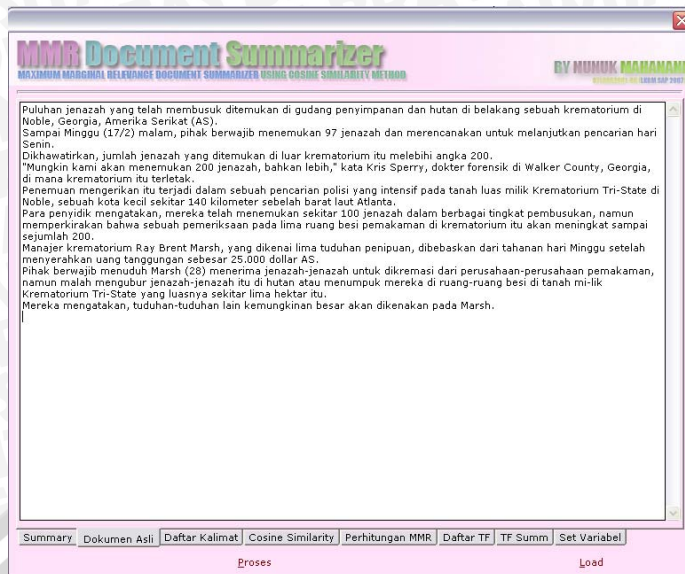 MMR Document Summarizer
MAXIMUM MARGINAL RELEVANCE DOCUMENT SUMMARIZER USING COSINE SIMILARITY METHOD
BY NUNUK MAHANANI
Puluhan jenazah yang telah membusuk ditemukan di gudang penyimpanan dan hutan di belakang sebuah krematorium di
Noble, Georgia, Amerika Serikat (AS).
Sampai Minggu (17/2) malam, pihak berwajib menemukan 97 jenazah dan merencanakan untuk melanjutkan pencarian hari
Senin.
Dikhawatirkan, jumlah jenazah yang ditemukan di luar krematorium itu melebihi angka 200.
"Mungkin kami akan menemukan 200 jenazah, bahkan lebih," kata Kris Sperry, dokter forensik di Walker County, Georgia,
di mana krematorium itu terletak.
Penemuan mengerikan itu terjadi dalam sebuah pencarian polisi yang intensif pada tanah luas milik Krematorium Tri-State di
Noble, sebuah kota kecil sekitar 140 kilometer sebelah barat laut Atlanta.
Para penyidik mengatakan, mereka telah menemukan sekitar 100 jenazah dalam berbagai tingkat pembusukan, namun
memperkirakan bahwa sebuah pemeriksaan pada lima ruang besi pemakaman di krematorium itu akan meningkat sampai
sejumlah 200.
Manajer krematorium Ray Brent Marsh, yang dikenai lima tuduhan penipuan, dibebaskan dari tahanan hari Minggu setelah
menyerahkan uang tanggungan sebesar 25.000 dollar AS.
Pihak berwajib menuduh Marsh (28) menerima jenazah-jenazah untuk dikremasi dari perusahaan-perusahaan pemakaman,
namun malah mengubur jenazah-jenazah itu di hutan atau menumpuk mereka di ruang-ruang besi di tanah mi-lik
Krematorium Tri-State yang luasnya sekitar lima hektar itu.
Mereka mengatakan, tuduhan-tuduhan lain kemungkinan besar akan dikenakan pada Marsh.
Summary Dokumen Asli Daftar Kalimat Cosine Similarity Perhitungan MMR Daftar TF TF Summ Set Variabel
Proses Load